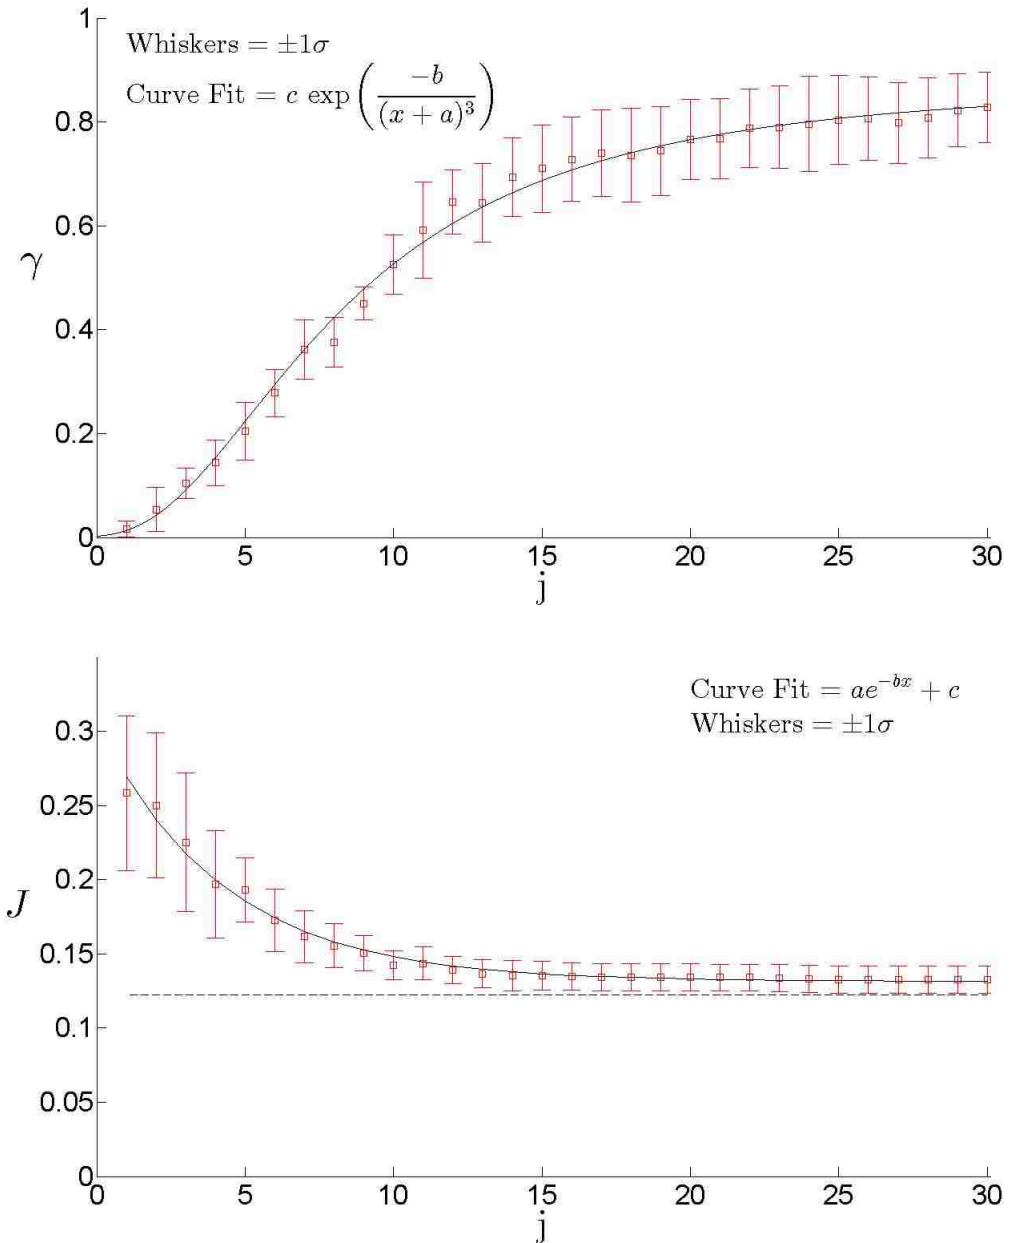 1
Whiskers = ±1σ
Curve Fit = c exp(−b/(x + a)³)
0.8
0.6
γ
0.4
0.2
0
0 5 10 15 20 25 30
j
Curve Fit = ae^{−bx} + c
Whiskers = ±1σ
0.3
0.25
0.2
J
0.15
0.1
0.05
0
0 5 10 15 20 25 30
j